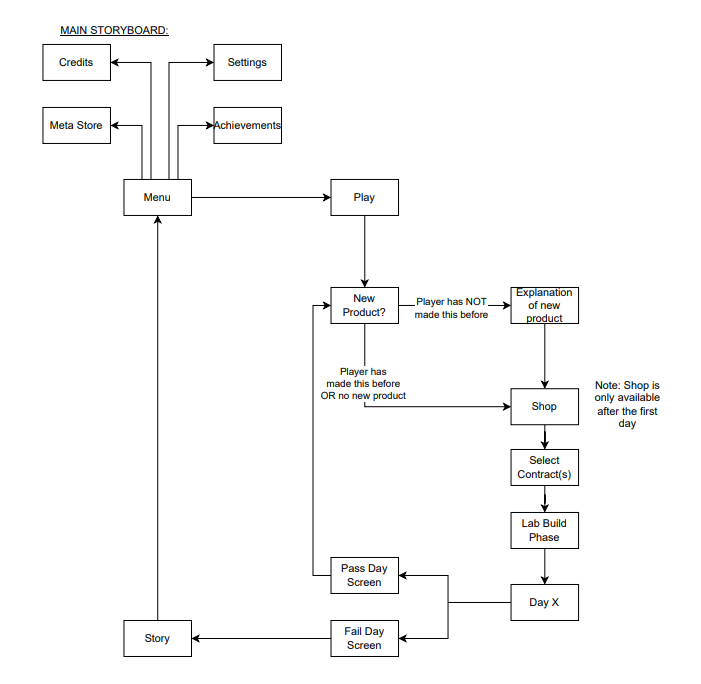 MAIN STORYBOARD:
Credits
Settings
Meta Store
Achievements
Menu
Play
New
Product?
Player has NOT
made this before
Explanation
of new
product
Player has
made this before
OR no new product
Shop
Note: Shop is
only available
after the first
day
Select
Contract(s)
Lab Build
Phase
Pass Day
Screen
Day X
Story
Fail Day
Screen